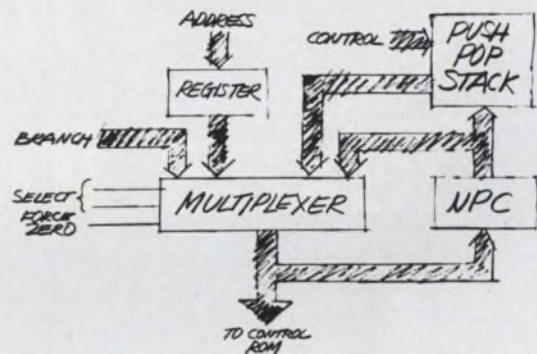 ADDRESS
CONTROL
PUSH
POP
STACK
REGISTER
BRANCH
SELECT
FORCE
ZERO
MULTIPLEXER
NPC
TO CONTROL
ROM